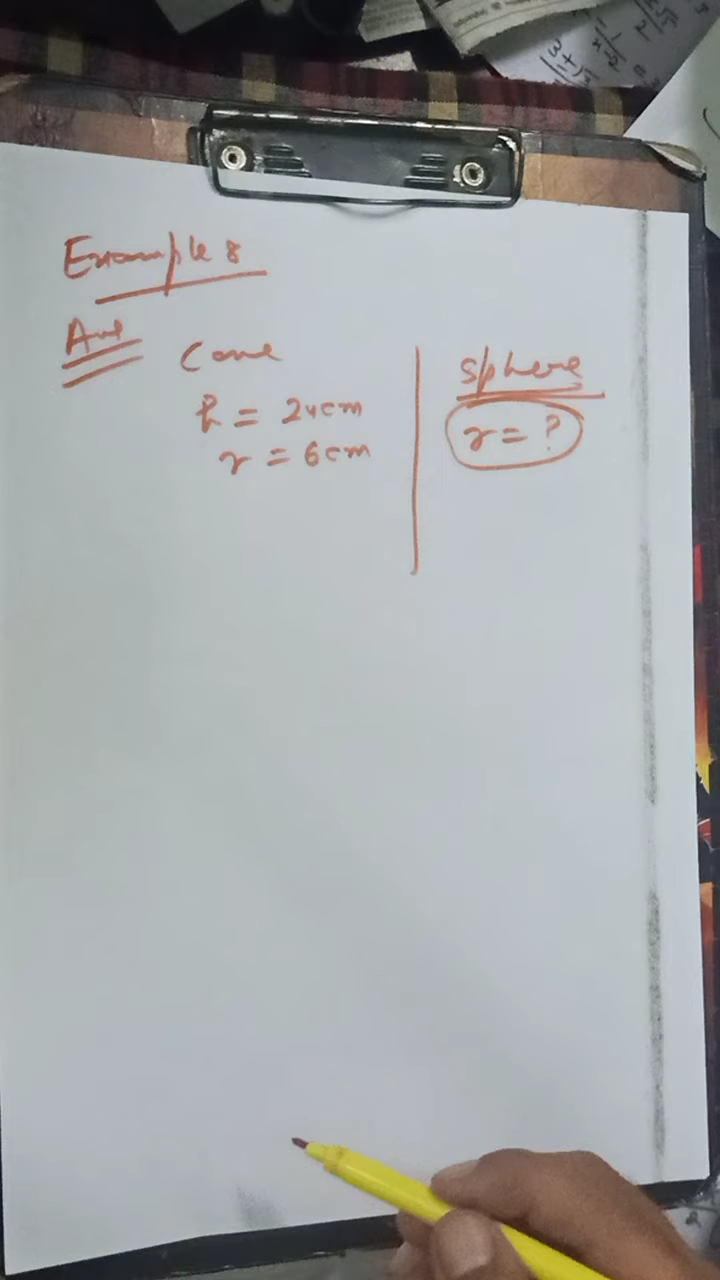 Example 8
Ans
Cone
h = 24cm
r = 6cm
Sphere
r = ?